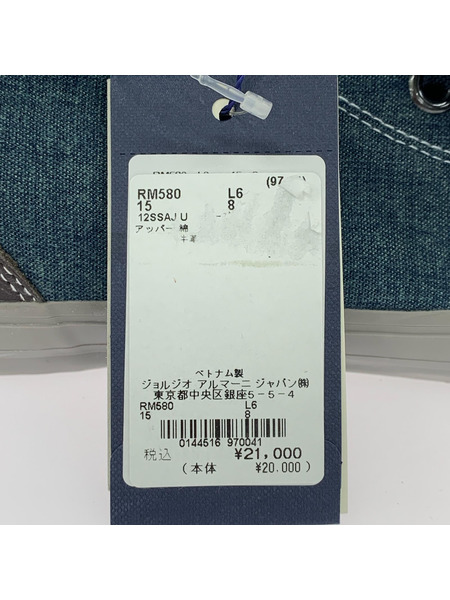 (97
RM580 L6
15 8
12SSAJ U
アッパー 綿
ベトナム製
ジョルジオ アルマーニ ジャパン㈱
東京都中央区銀座5-5-4
RM580 L6
15 8
0144516 970041
税込 ¥21,000
(本体 ¥20,000)